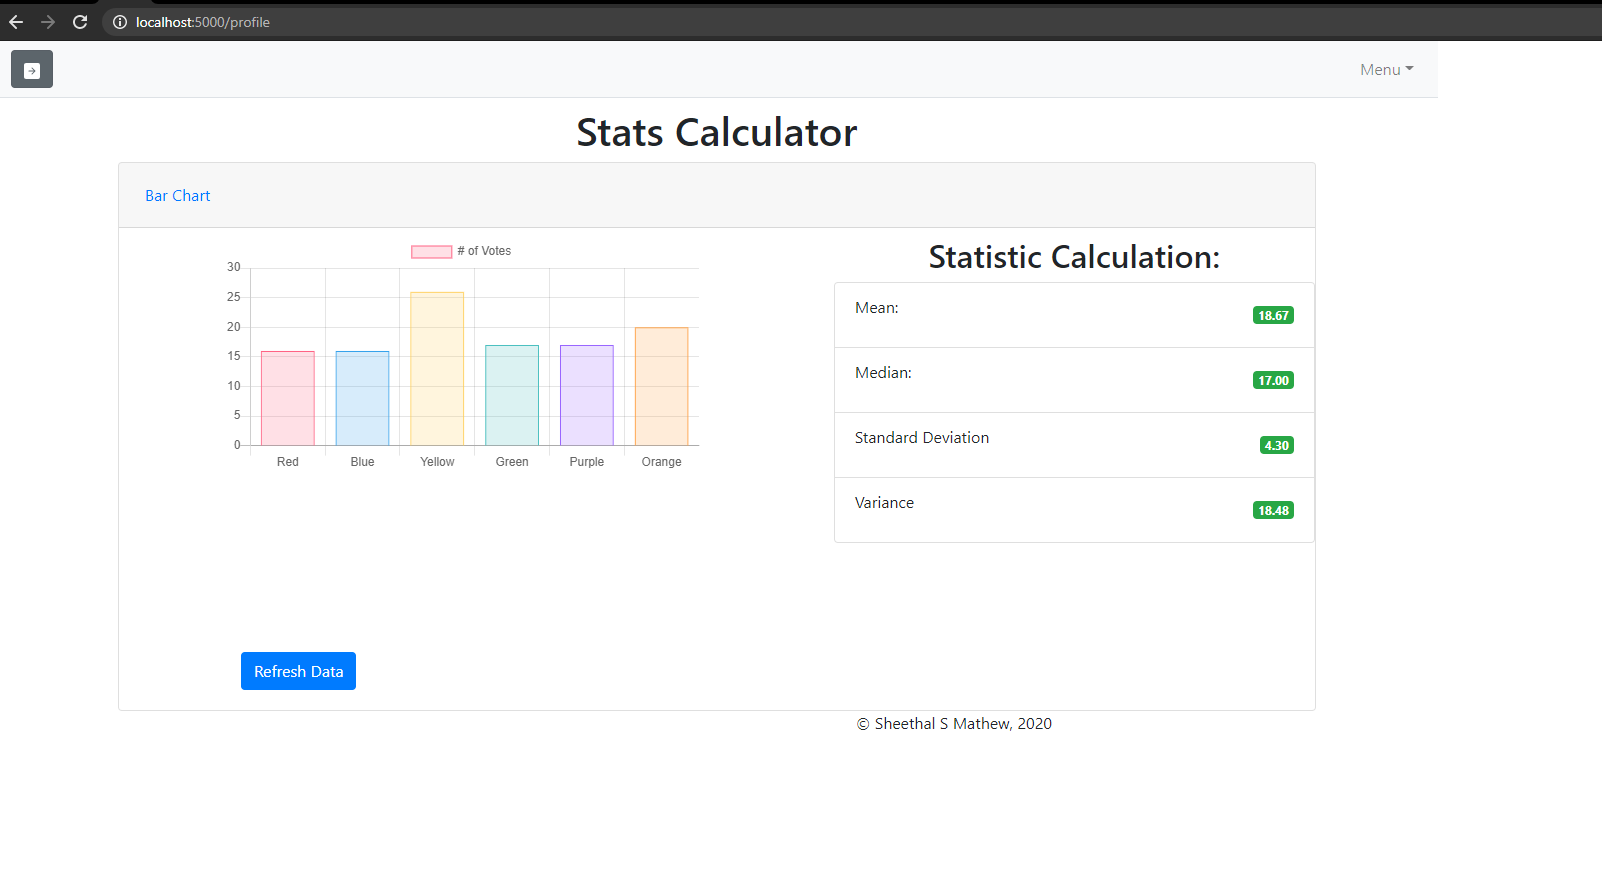 localhost:5000/profile
Menu
Stats Calculator
Bar Chart
# of Votes
30
25
20
15
10
5
0
Red Blue Yellow Green Purple Orange
Statistic Calculation:
Mean: 18.67
Median: 17.00
Standard Deviation 4.30
Variance 18.48
Refresh Data
© Sheethal S Mathew, 2020